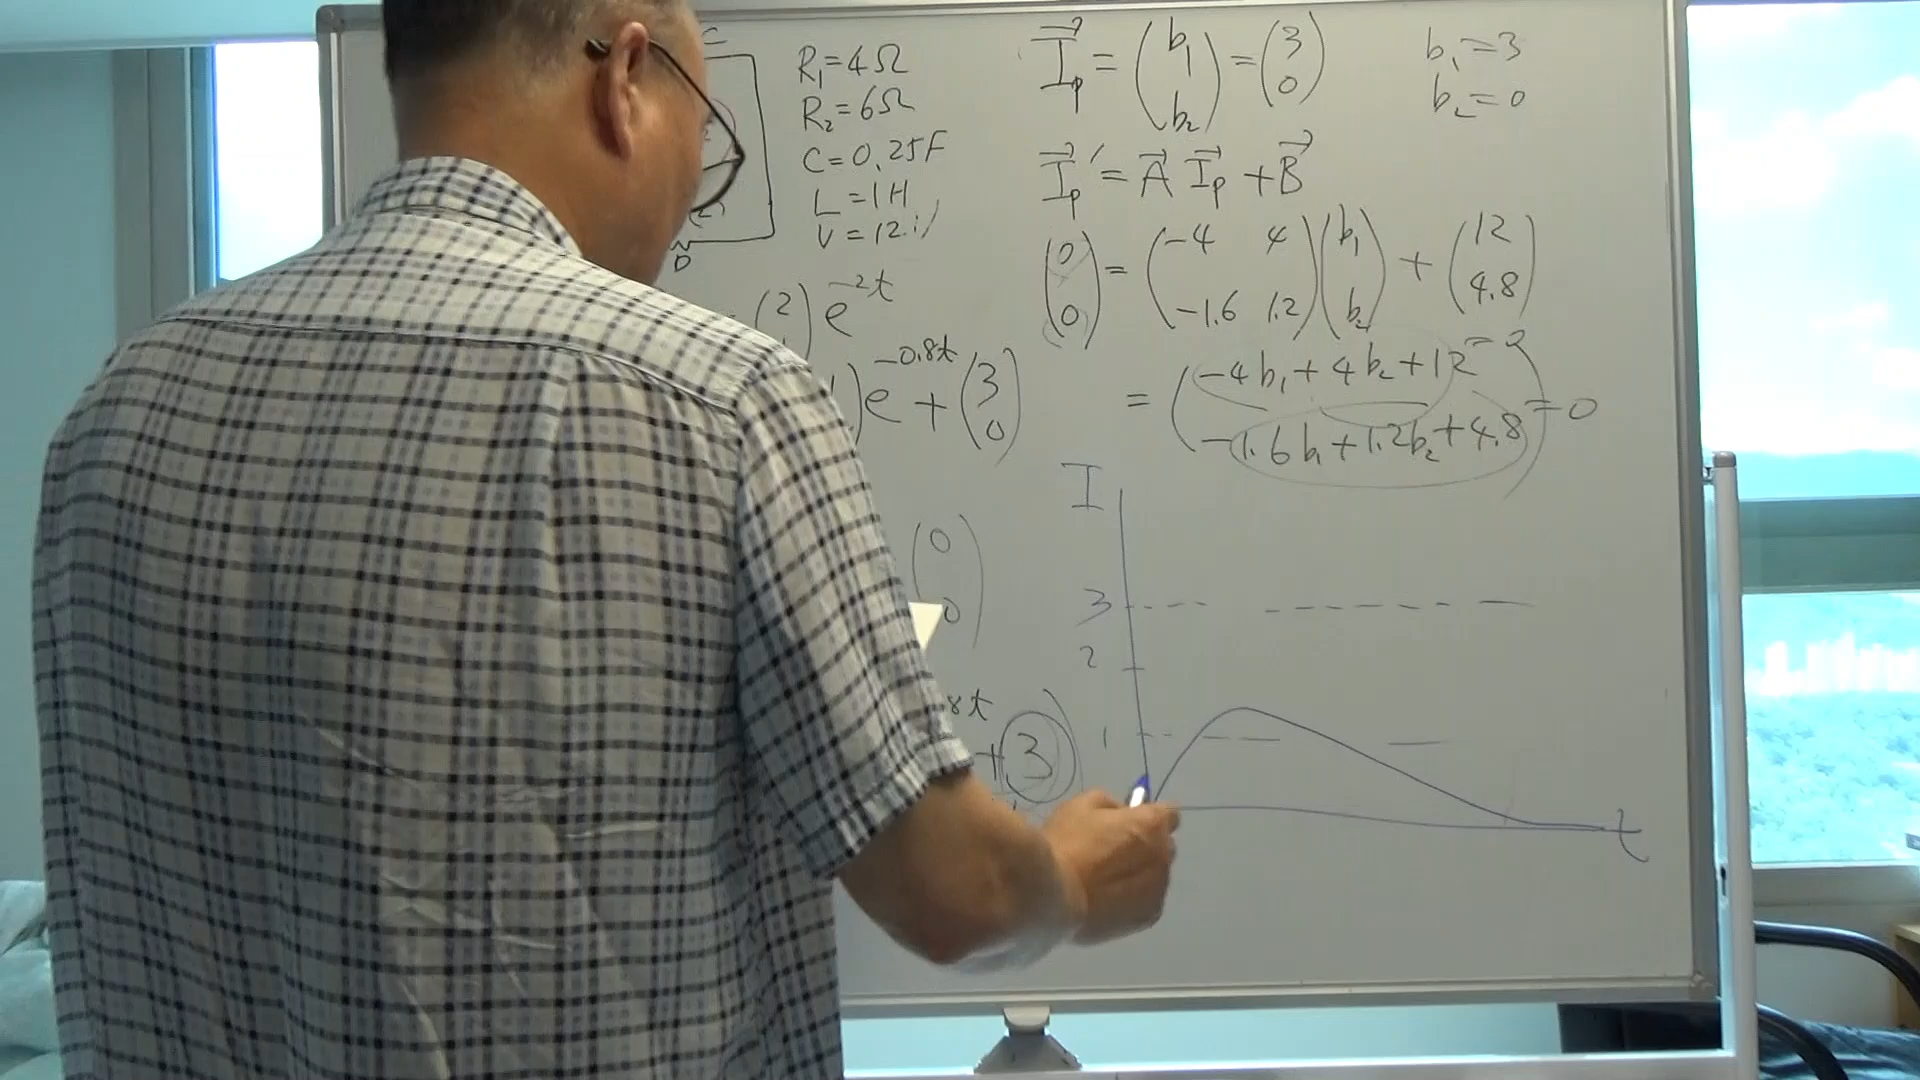 C
R₁=4Ω
R₂=6Ω
C=0.25F
L=1H
V=12V
D
(2) e^{-2t}
)e^{-0.8t}+(3 0)
(0 0)
8t
+3)
I⃗p=(b₁ b₂)=(3 0)
b₁=3
b₂=0
I⃗p′=A⃗ I⃗p+B⃗
(0 0)=(-4 4 -1.6 1.2)(b₁ b₂)+(12 4.8)
=(-4b₁+4b₂+12=0
-1.6b₁+1.2b₂+4.8)=0
I
3
2
1
t